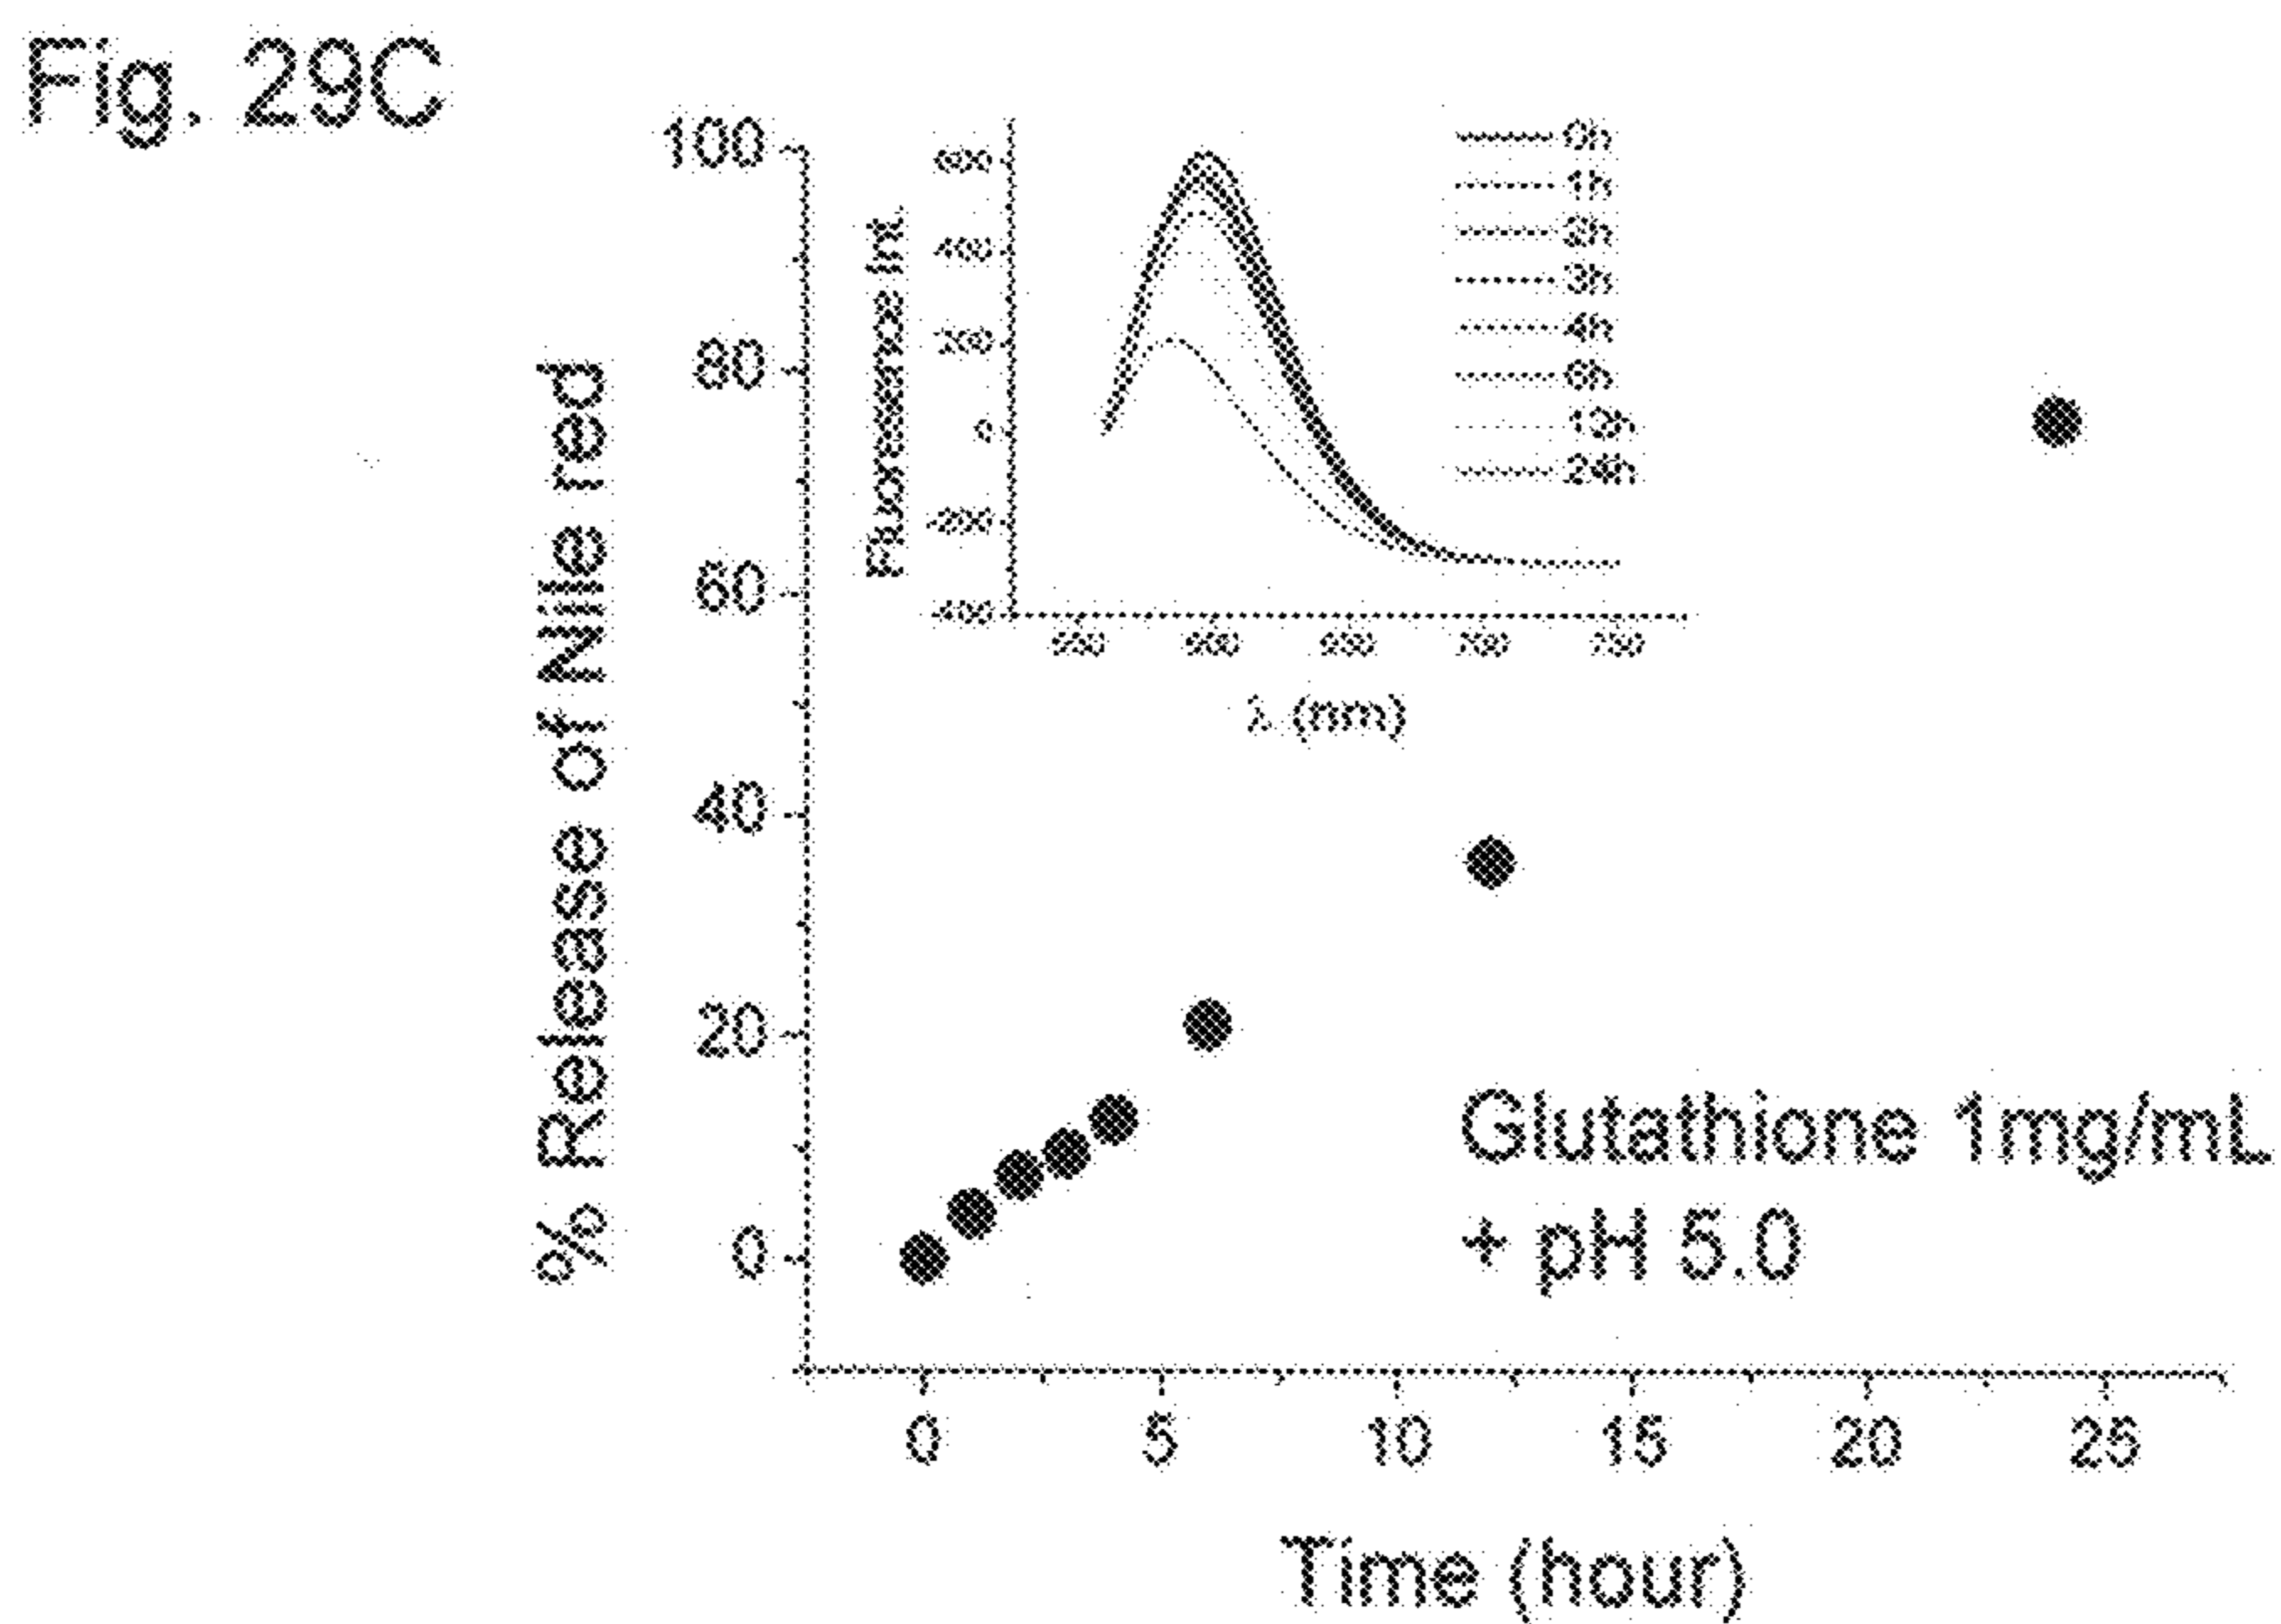 Fig. 29C
100
80
60
40
20
0
% Release of Nile red
Fluorescence Int.
0
λ (nm)
0h
1h
2h
3h
4h
6h
12h
24h
Glutathione 1mg/mL
+ pH 5.0
0 5 10 15 20 25
Time (hour)